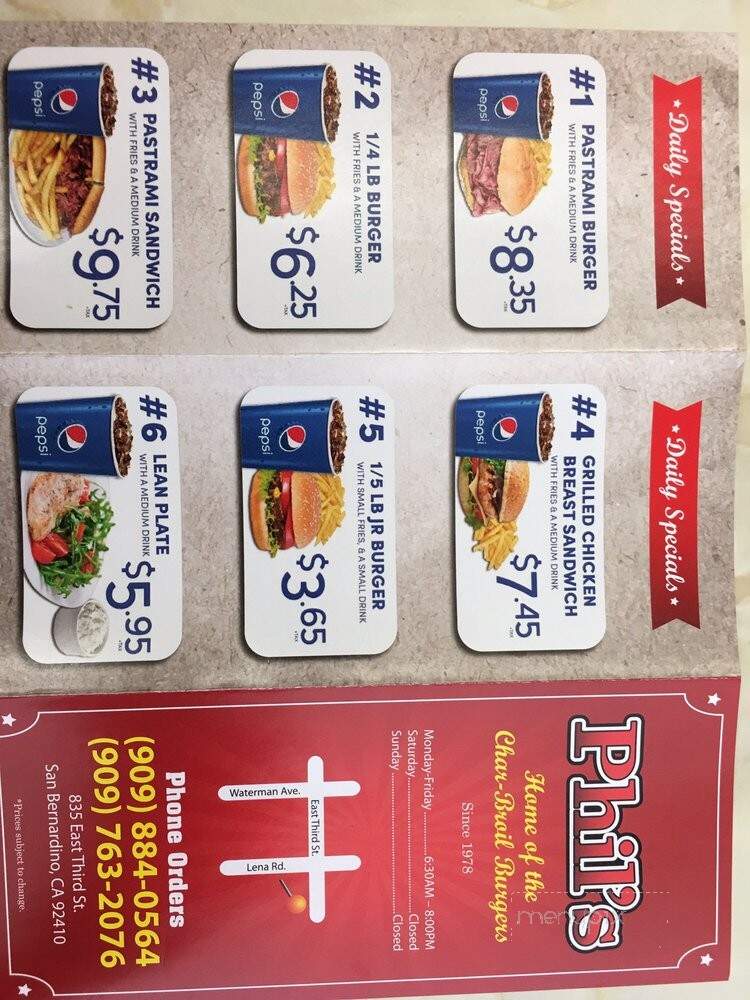 ★ Daily Specials ★
#1 PASTRAMI BURGER
WITH FRIES & A MEDIUM DRINK
$8.35
+TAX
pepsi
#2 1/4 LB BURGER
WITH FRIES & A MEDIUM DRINK
$6.25
+TAX
pepsi
#3 PASTRAMI SANDWICH
WITH FRIES & A MEDIUM DRINK
$9.75
+TAX
pepsi
★ Daily Specials ★
#4 GRILLED CHICKEN
BREAST SANDWICH
WITH FRIES & A MEDIUM DRINK
$7.45
+TAX
pepsi
#5 1/5 LB JR BURGER
WITH SMALL FRIES, & A SMALL DRINK
$3.65
+TAX
pepsi
#6 LEAN PLATE
WITH A MEDIUM DRINK
$5.95
+TAX
pepsi
Phil's
Home of the
Char-Broil Burgers
Since 1978
Monday-Friday ............6:30AM – 8:00PM
Saturday..............................Closed
Sunday ................................Closed
Waterman Ave.
East Third St.
Lena Rd.
Phone Orders
(909) 884-0564
(909) 763-2076
835 East Third St.
San Bernardino, CA 92410
*Prices subject to change.